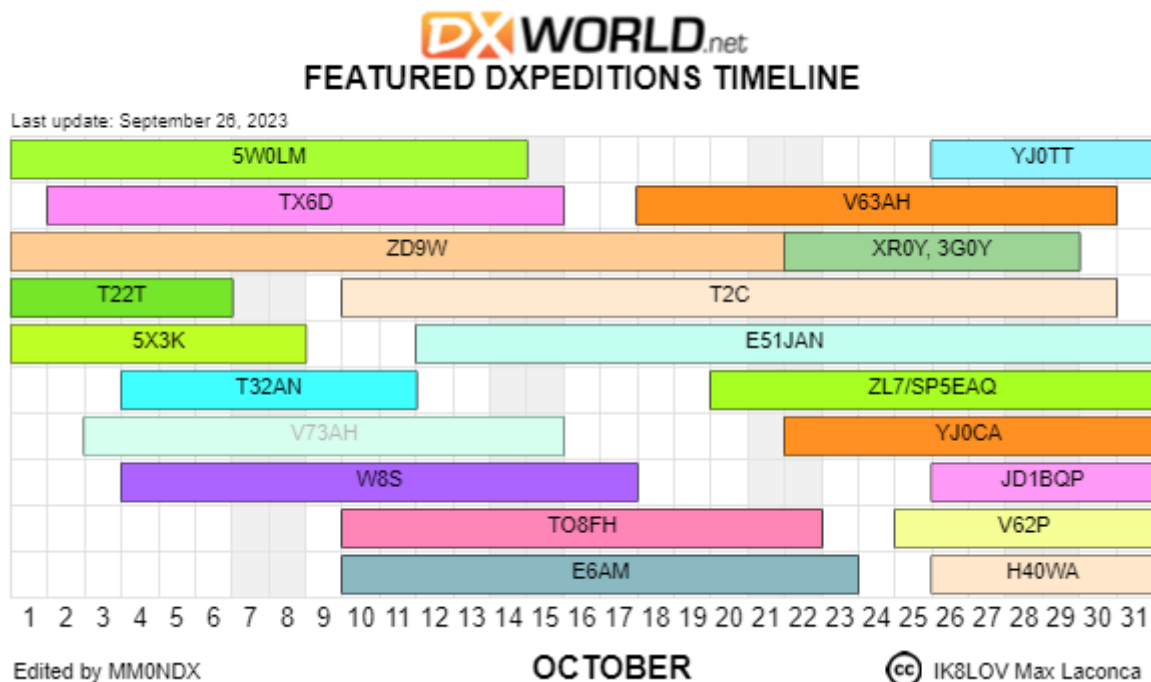 DXWORLD.net
FEATURED DXPEDITIONS TIMELINE
Last update: September 26, 2023
5W0LM YJ0TT
TX6D V63AH
ZD9W XR0Y, 3G0Y
T22T T2C
5X3K E51JAN
T32AN ZL7/SP5EAQ
V73AH YJ0CA
W8S JD1BQP
TO8FH V62P
E6AM H40WA
1 2 3 4 5 6 7 8 9 10 11 12 13 14 15 16 17 18 19 20 21 22 23 24 25 26 27 28 29 30 31
Edited by MM0NDX OCTOBER cc IK8LOV Max Laconca